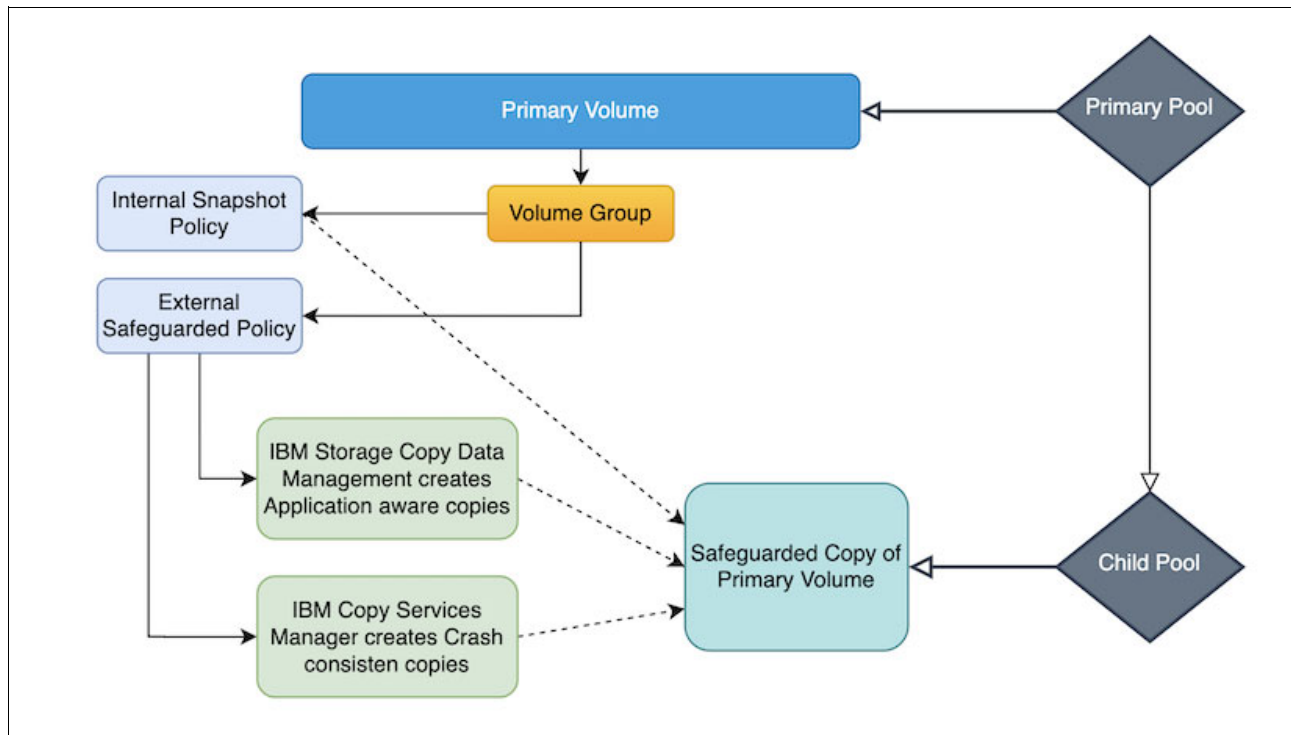 Primary Volume
Primary Pool
Internal Snapshot
Policy
Volume Group
External
Safeguarded Policy
IBM Storage Copy Data
Management creates
Application aware copies
Safeguarded Copy of
Primary Volume
Child Pool
IBM Copy Services
Manager creates Crash
consisten copies